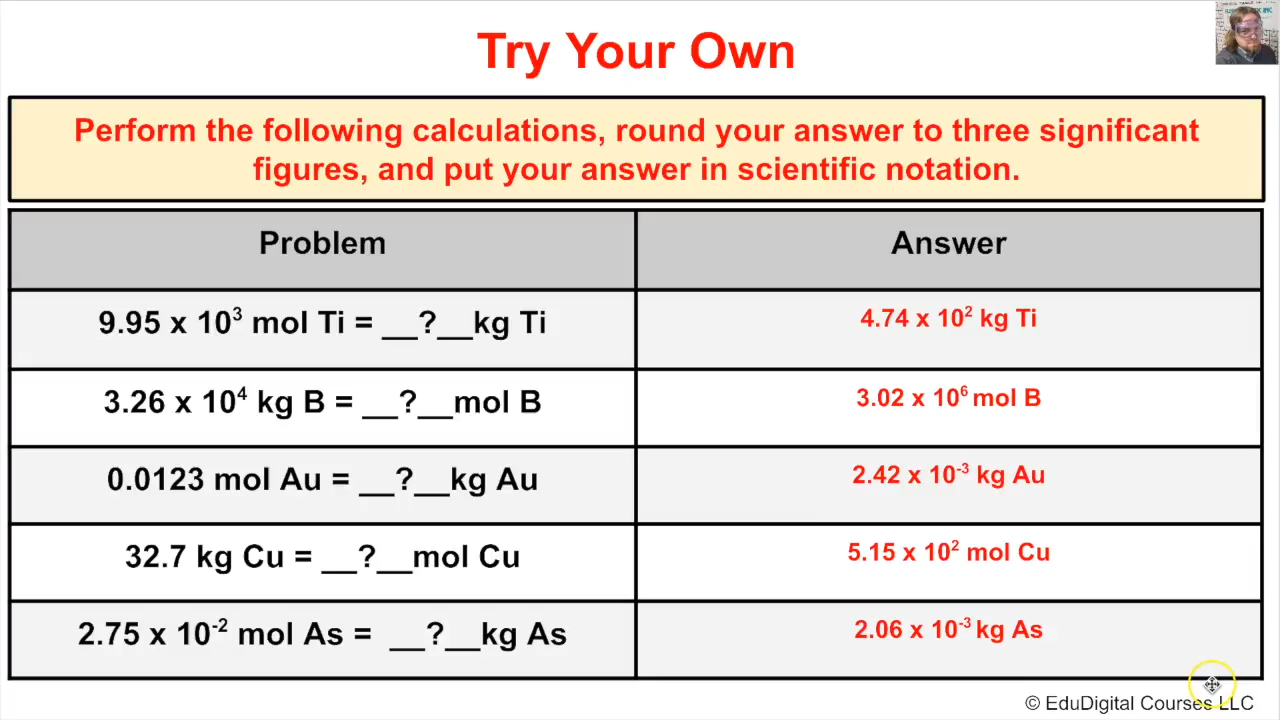 Try Your Own
Perform the following calculations, round your answer to three significant
figures, and put your answer in scientific notation.
Problem
Answer
9.95 x 10³ mol Ti = __?__kg Ti
4.74 x 10² kg Ti
3.26 x 10⁴ kg B = __?__mol B
3.02 x 10⁶ mol B
0.0123 mol Au = __?__kg Au
2.42 x 10⁻³ kg Au
32.7 kg Cu = __?__mol Cu
5.15 x 10² mol Cu
2.75 x 10⁻² mol As = __?__kg As
2.06 x 10⁻³ kg As
© EduDigital Courses LLC